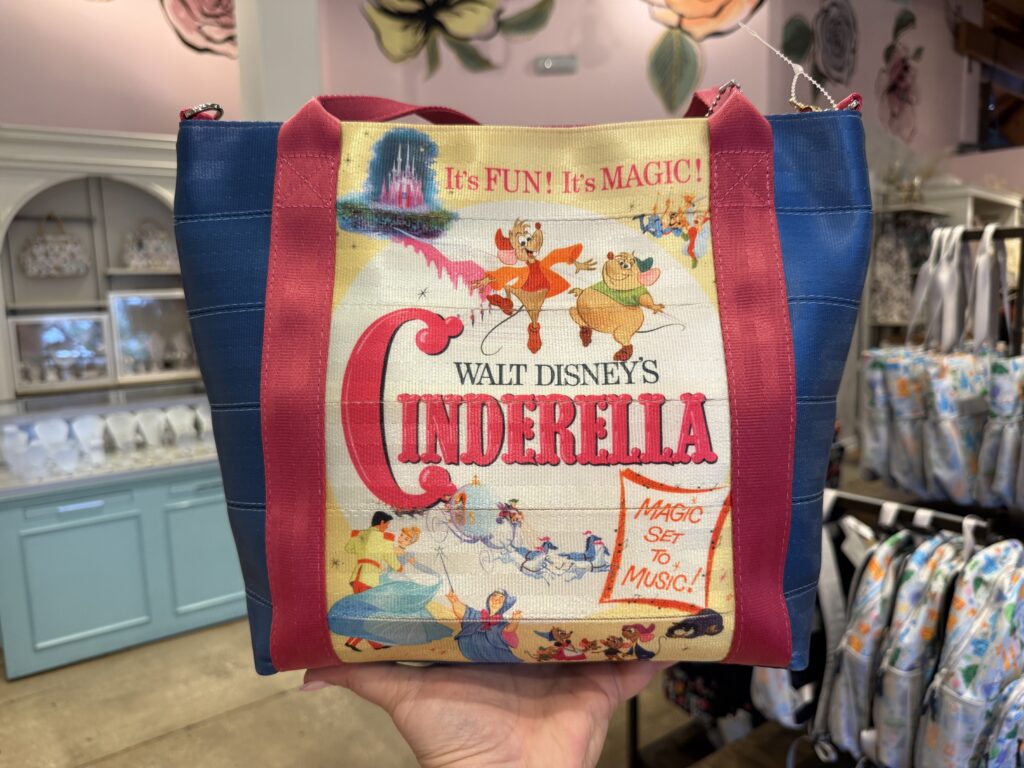 It's FUN! It's MAGIC!
WALT DISNEY'S
CINDERELLA
MAGIC
SET
TO
MUSIC!